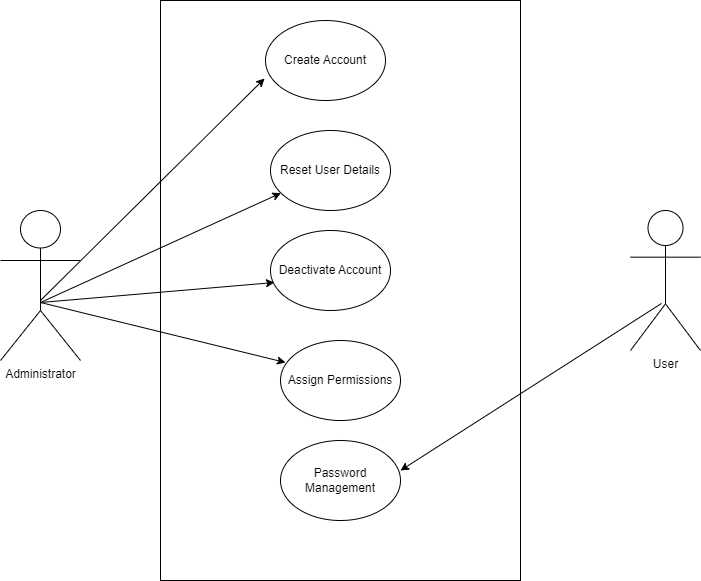 Create Account
Reset User Details
Deactivate Account
Administrator
User
Assign Permissions
Password
Management